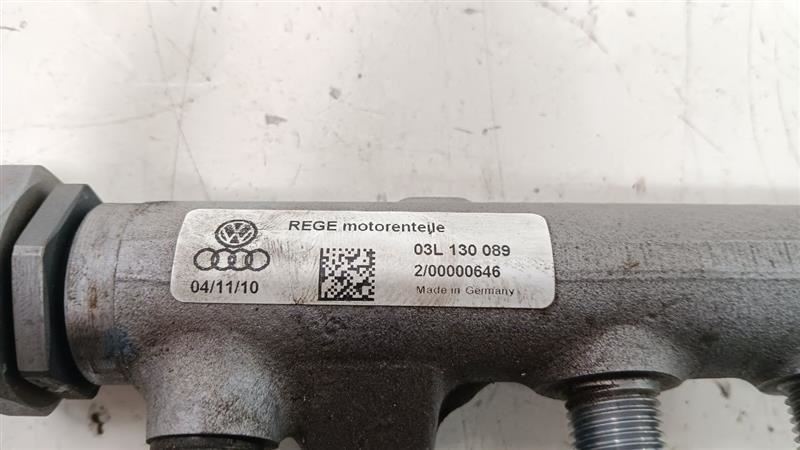 REGE motorenteile
03L 130 089
2/00000646
04/11/10
Made in Germany